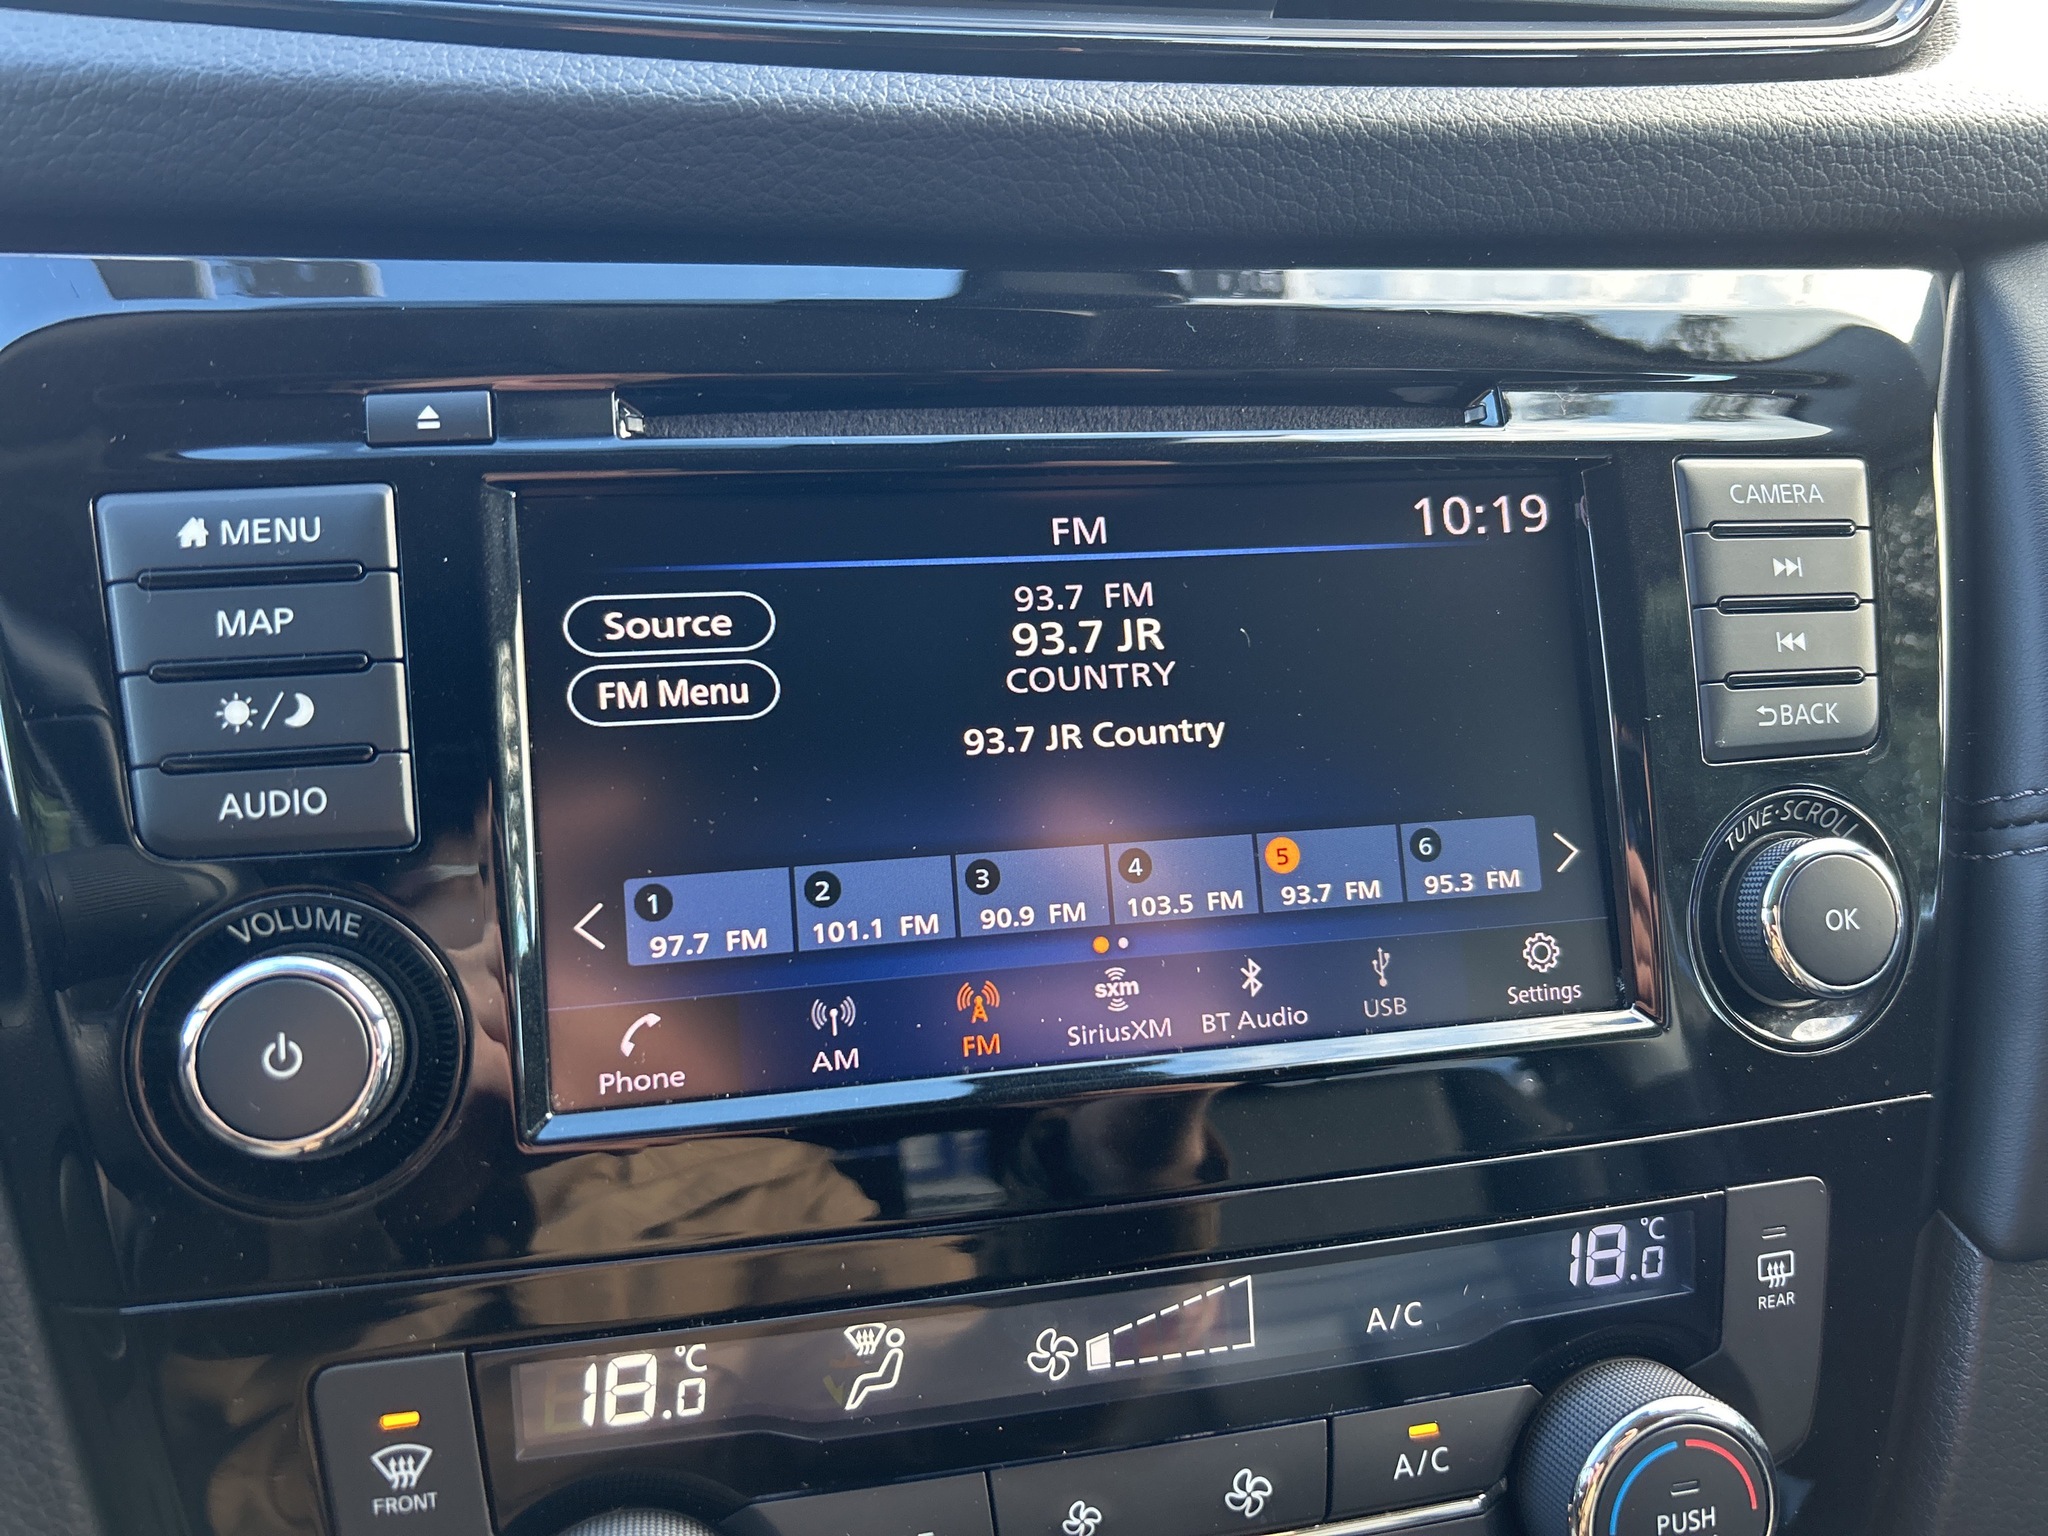 MENU
MAP
AUDIO
VOLUME
FM
10:19
Source
FM Menu
93.7 FM
93.7 JR
COUNTRY
93.7 JR Country
1
97.7 FM
2
101.1 FM
3
90.9 FM
4
103.5 FM
5
93.7 FM
6
95.3 FM
Phone
AM
FM
sxm
SiriusXM
BT Audio
USB
Settings
CAMERA
BACK
TUNE·SCROLL
OK
18.0 °C
A/C
18.0 °C
REAR
FRONT
A/C
PUSH